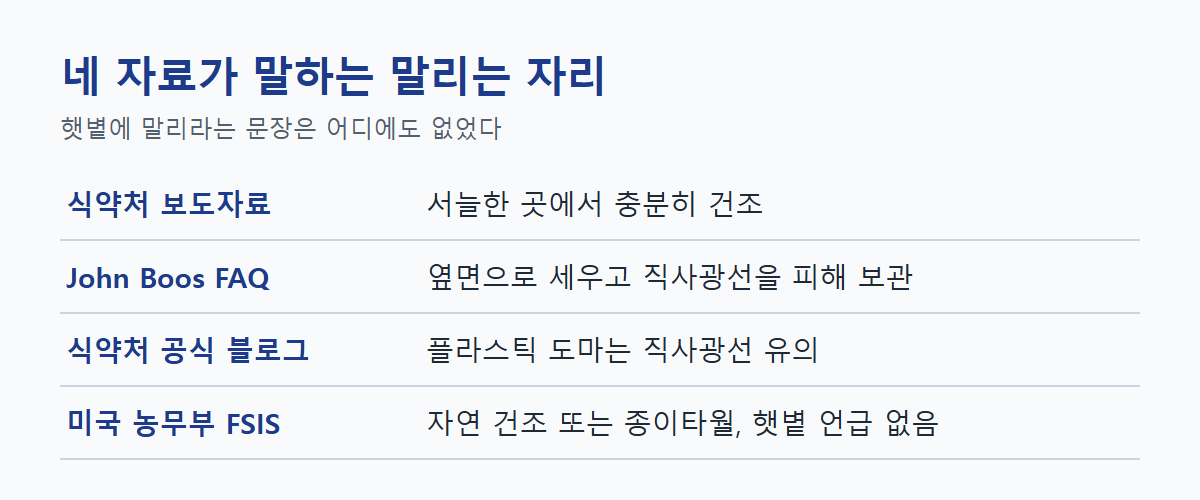 네 자료가 말하는 말리는 자리
햇볕에 말리라는 문장은 어디에도 없었다
식약처 보도자료 서늘한 곳에서 충분히 건조
John Boos FAQ 옆면으로 세우고 직사광선을 피해 보관
식약처 공식 블로그 플라스틱 도마는 직사광선 유의
미국 농무부 FSIS 자연 건조 또는 종이타월, 햇볕 언급 없음